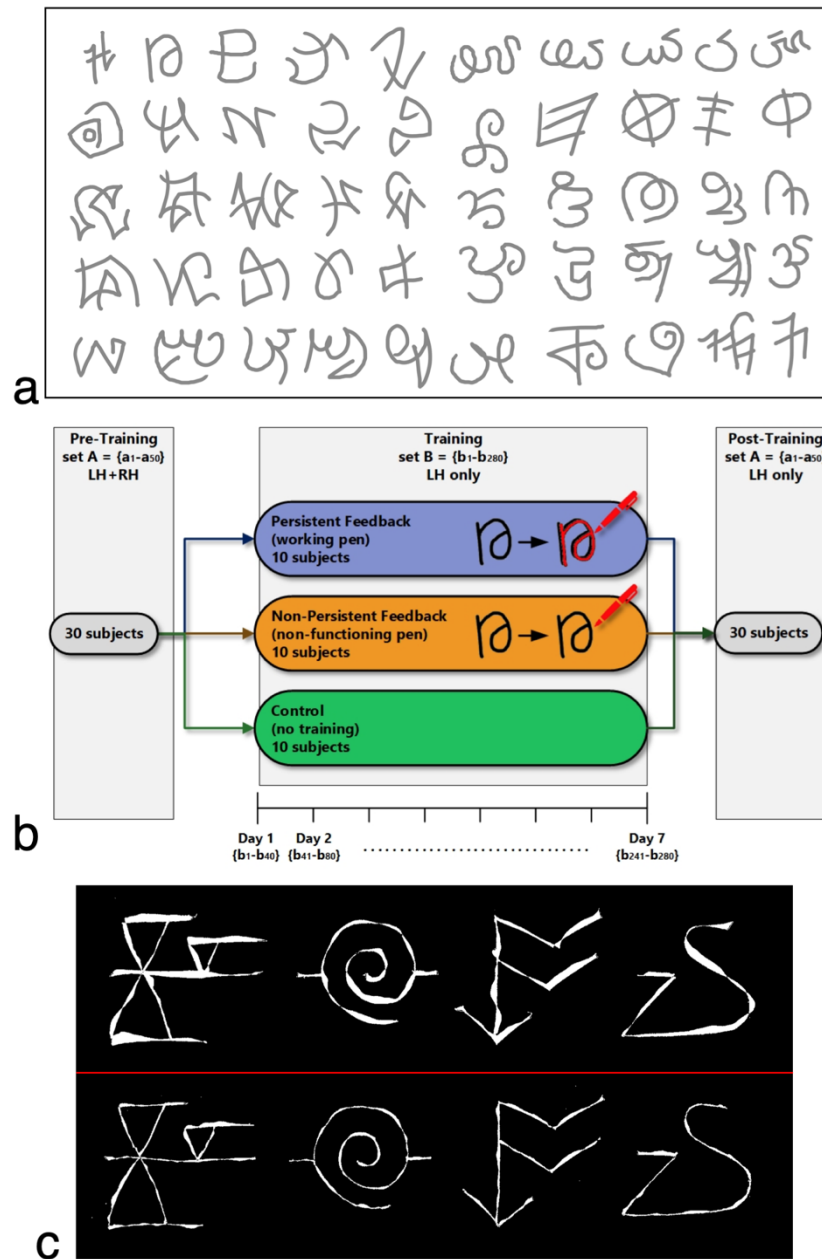 a
Pre-Training
set A = {a1-a50}
LH+RH
Training
set B = {b1-b280}
LH only
Post-Training
set A = {a1-a50}
LH only
Persistent Feedback
(working pen)
10 subjects
30 subjects
Non-Persistent Feedback
(non-functioning pen)
10 subjects
30 subjects
Control
(no training)
10 subjects
b
Day 1
{b1-b40}
Day 2
{b41-b80}
Day 7
{b241-b280}
c